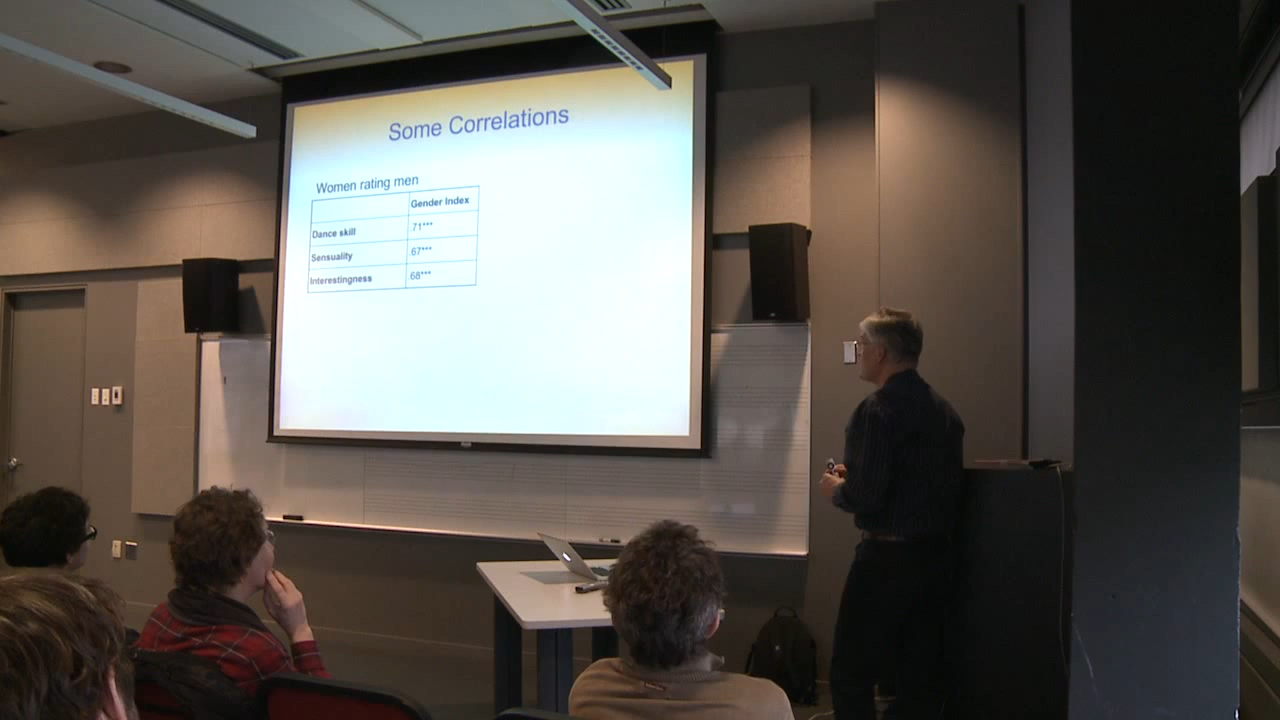 Some Correlations
Women rating men
Gender Index
Dance skill .71***
Sensuality .67***
Interestingness .68***